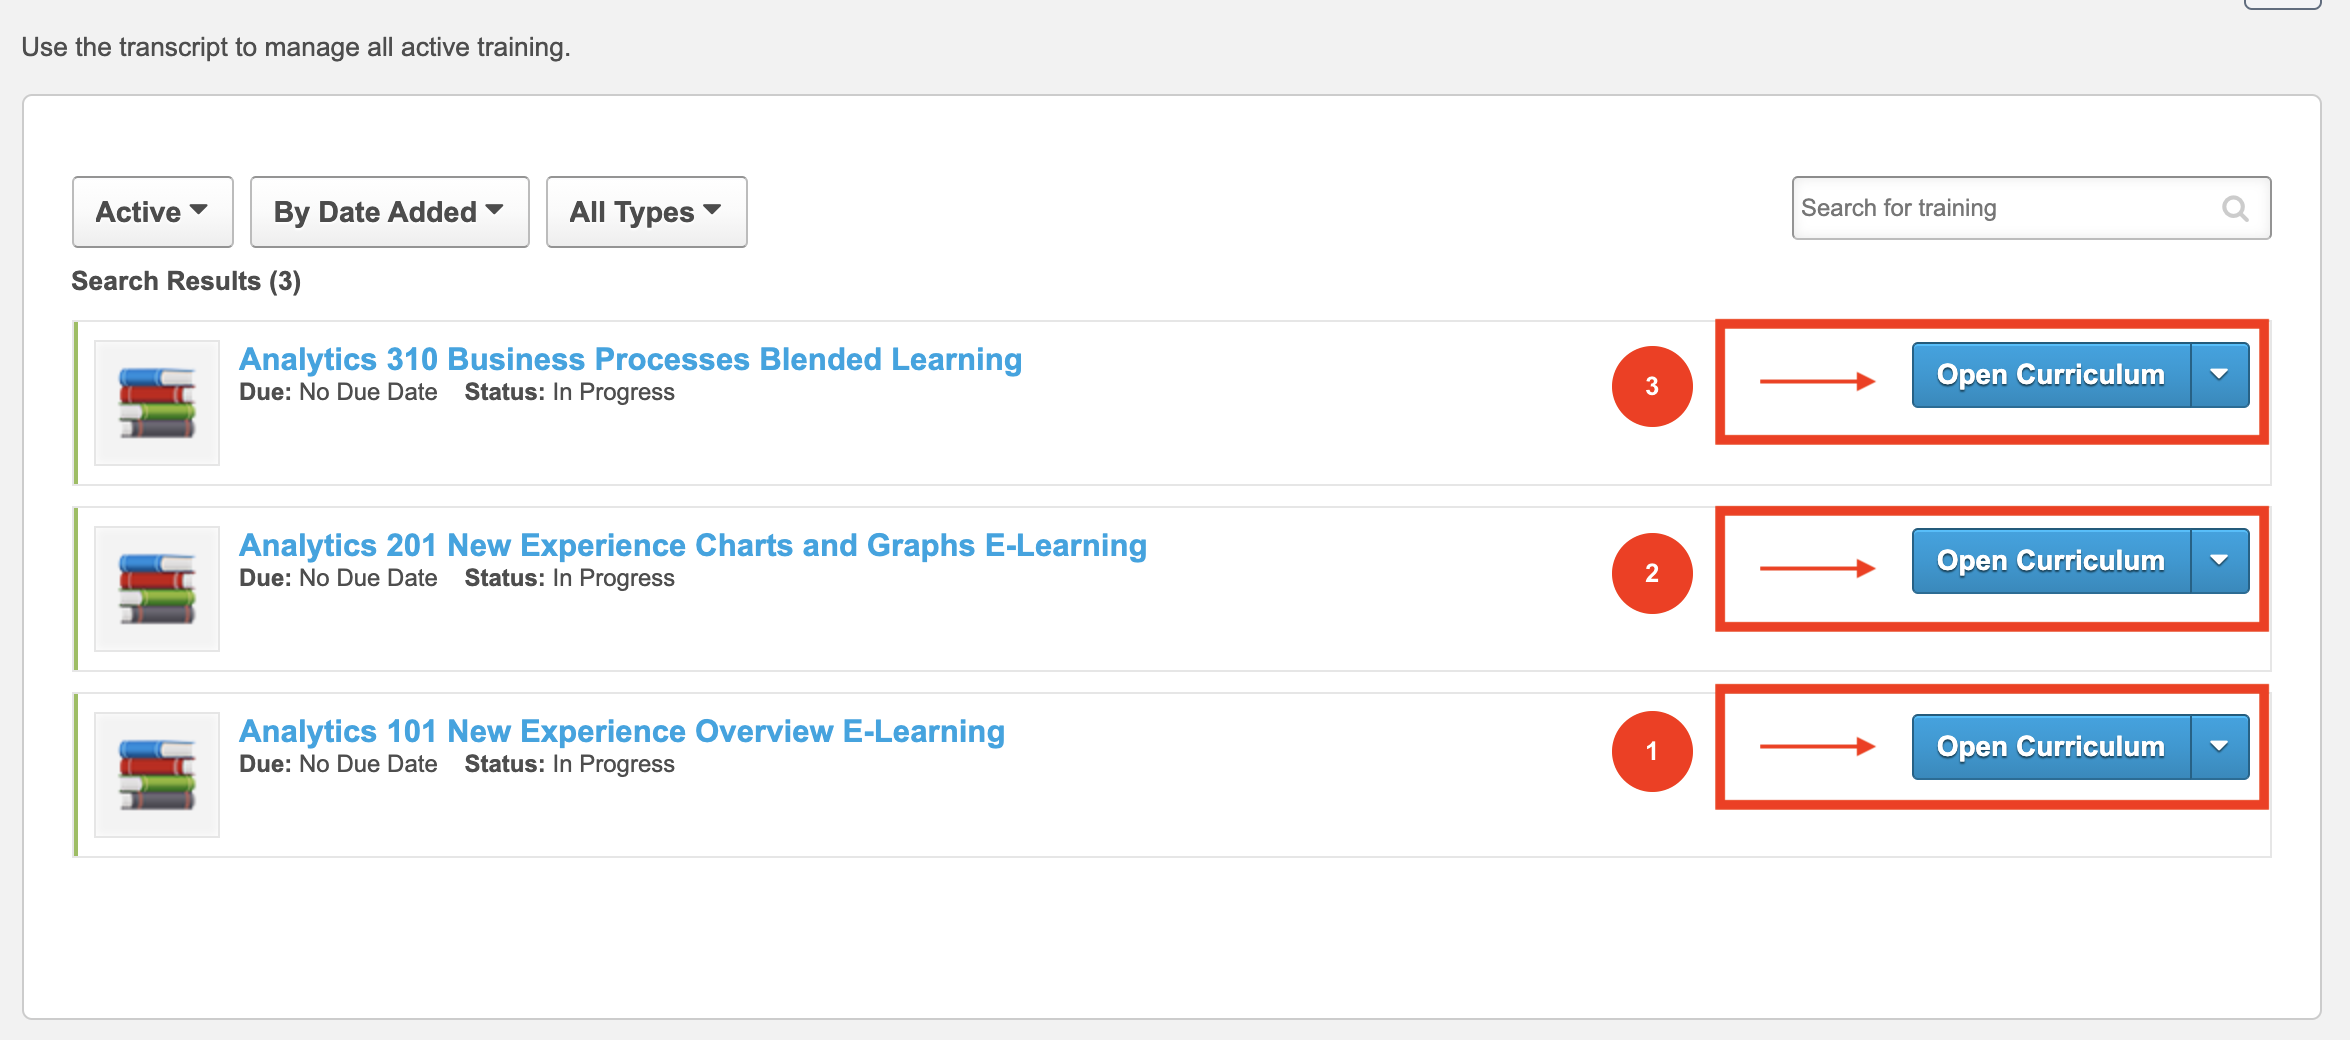 Use the transcript to manage all active training.
Active By Date Added All Types Search for training
Search Results (3)
Analytics 310 Business Processes Blended Learning
Due: No Due Date Status: In Progress
3
Open Curriculum
Analytics 201 New Experience Charts and Graphs E-Learning
Due: No Due Date Status: In Progress
2
Open Curriculum
Analytics 101 New Experience Overview E-Learning
Due: No Due Date Status: In Progress
1
Open Curriculum